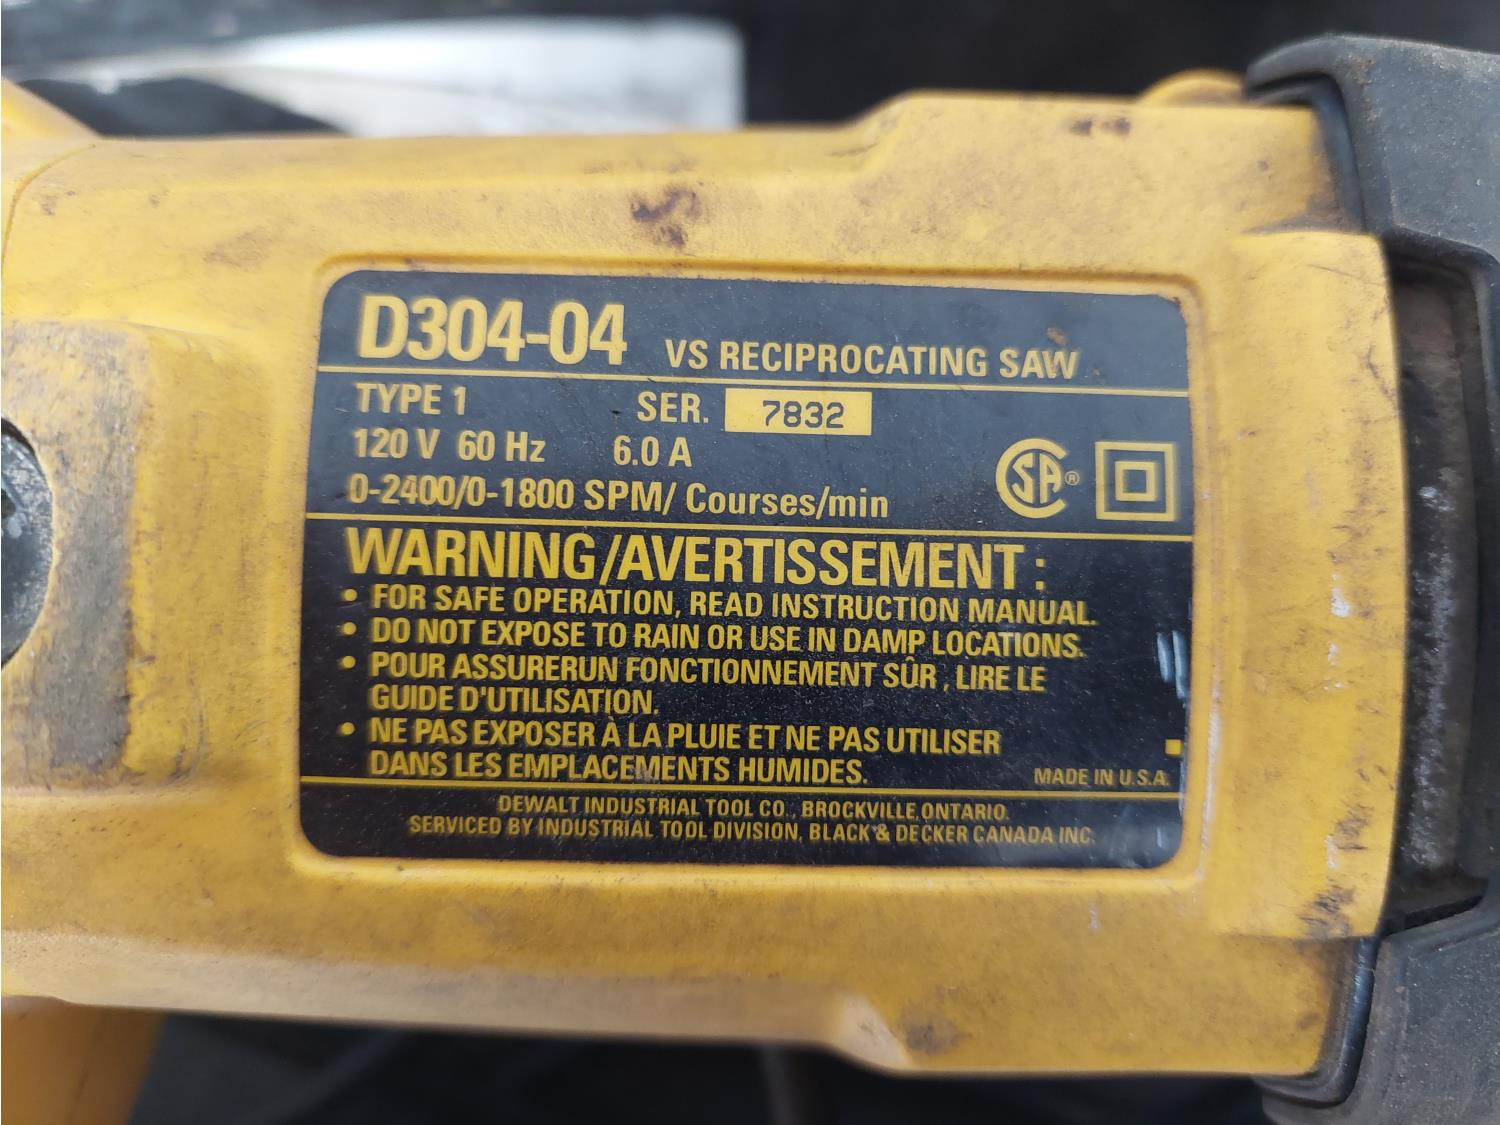 D304-04 VS RECIPROCATING SAW
TYPE 1 SER. 7832
120 V 60 Hz 6.0 A
0-2400/0-1800 SPM/ Courses/min
CSA®
WARNING/AVERTISSEMENT :
• FOR SAFE OPERATION, READ INSTRUCTION MANUAL.
• DO NOT EXPOSE TO RAIN OR USE IN DAMP LOCATIONS.
• POUR ASSURERUN FONCTIONNEMENT SÛR , LIRE LE
GUIDE D'UTILISATION.
• NE PAS EXPOSER À LA PLUIE ET NE PAS UTILISER
DANS LES EMPLACEMENTS HUMIDES.
MADE IN U.S.A.
DEWALT INDUSTRIAL TOOL CO., BROCKVILLE,ONTARIO.
SERVICED BY INDUSTRIAL TOOL DIVISION, BLACK & DECKER CANADA INC.